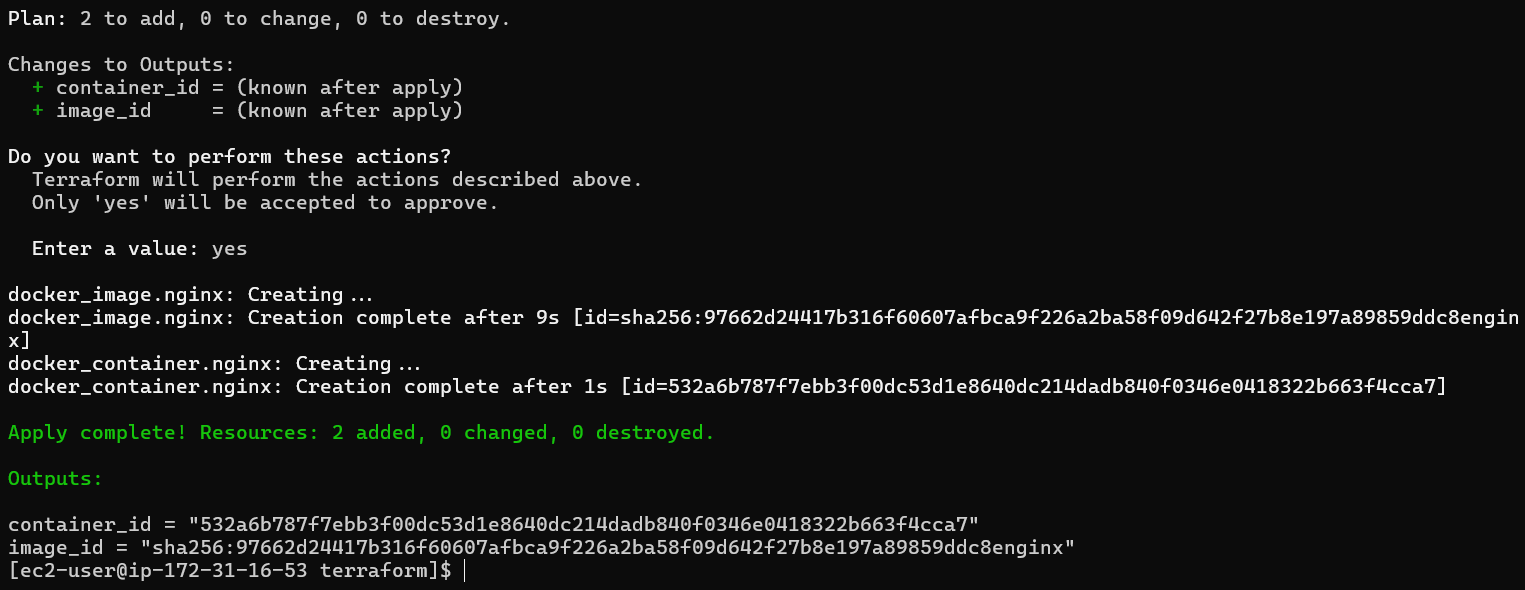 Plan: 2 to add, 0 to change, 0 to destroy.
Changes to Outputs:
+ container_id = (known after apply)
+ image_id     = (known after apply)
Do you want to perform these actions?
Terraform will perform the actions described above.
Only 'yes' will be accepted to approve.
Enter a value: yes
docker_image.nginx: Creating...
docker_image.nginx: Creation complete after 9s [id=sha256:97662d24417b316f60607afbca9f226a2ba58f09d642f27b8e197a89859ddc8engin
x]
docker_container.nginx: Creating...
docker_container.nginx: Creation complete after 1s [id=532a6b787f7ebb3f00dc53d1e8640dc214dadb840f0346e0418322b663f4cca7]
Apply complete! Resources: 2 added, 0 changed, 0 destroyed.
Outputs:
container_id = "532a6b787f7ebb3f00dc53d1e8640dc214dadb840f0346e0418322b663f4cca7"
image_id = "sha256:97662d24417b316f60607afbca9f226a2ba58f09d642f27b8e197a89859ddc8enginx"
[ec2-user@ip-172-31-16-53 terraform]$